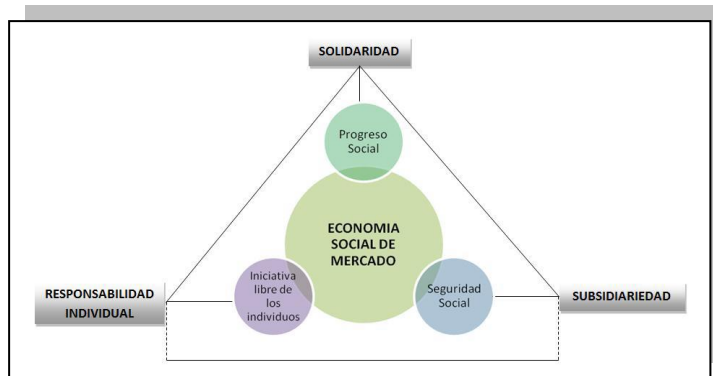 SOLIDARIDAD
Progreso
Social
ECONOMIA
SOCIAL DE
MERCADO
Iniciativa
libre de
los
individuos
Seguridad
Social
RESPONSABILIDAD
INDIVIDUAL
SUBSIDIARIEDAD